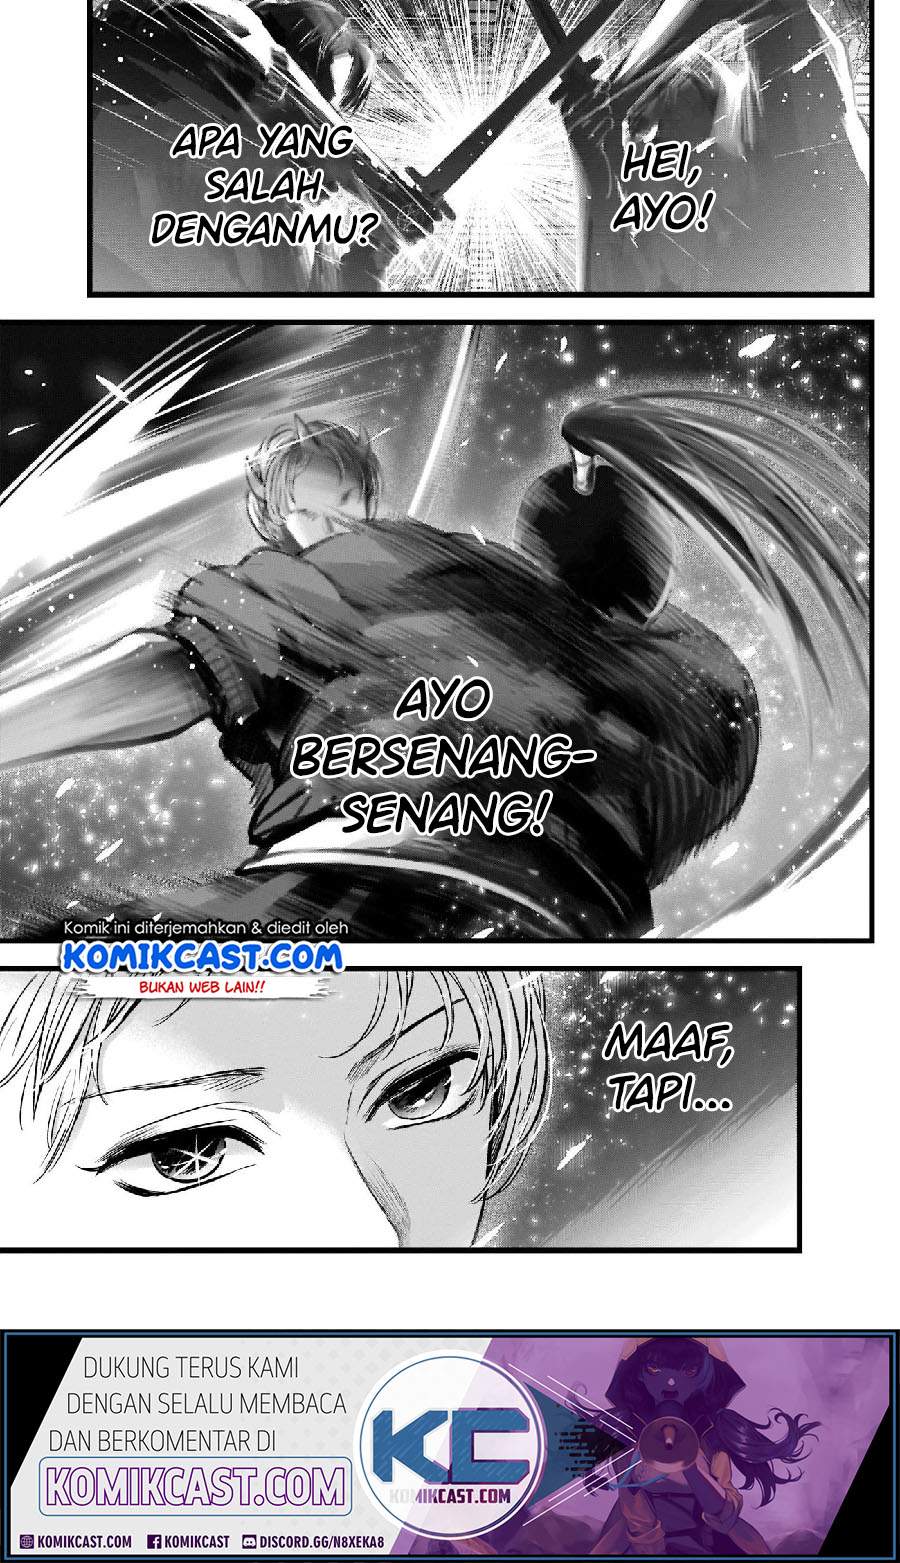 HEI,
AYO!
APA YANG
SALAH
DENGANMU?
AYO
BERSENANG-
SENANG!
Komik ini diterjemahkan & diedit oleh
KOMIKCAST.COM
BUKAN WEB LAIN!!
MAAF,
TAPI...
DUKUNG TERUS KAMI
DENGAN SELALU MEMBACA
DAN BERKOMENTAR DI
KOMIKCAST.COM
KOMIKCAST.COM KOMIKCAST.COM DISCORD.GG/N8XEKA8
KC
KOMIKCAST.COM